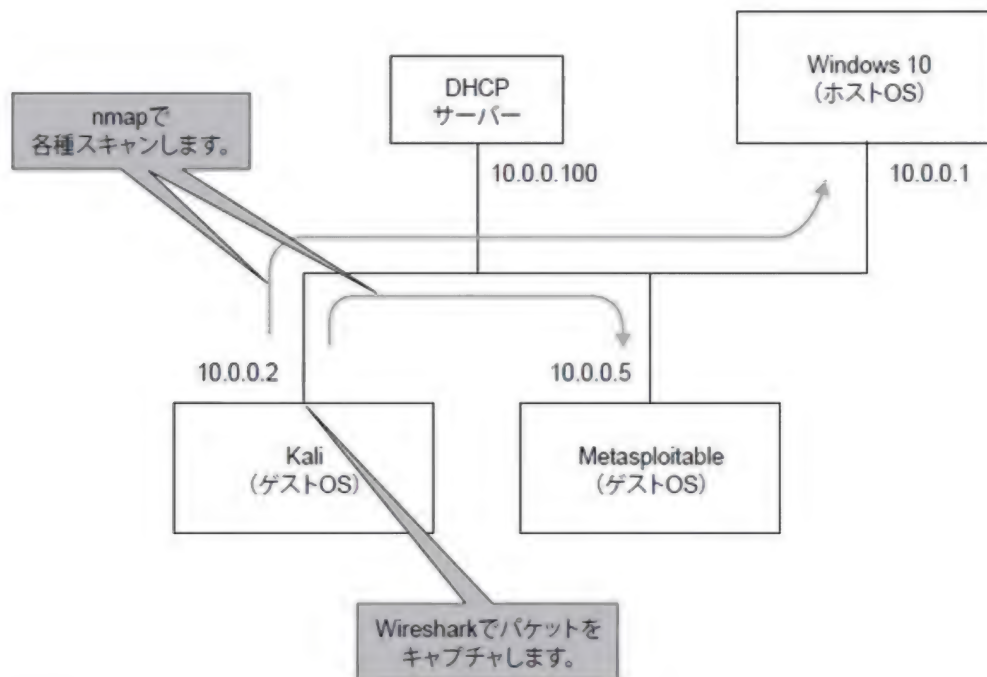 Windows 10
(ホストOS)
DHCP
サーバー
nmapで
各種スキャンします。
10.0.0.100
10.0.0.1
10.0.0.2
10.0.0.5
Kali
(ゲストOS)
Metasploitable
(ゲストOS)
Wiresharkでパケットを
キャプチャします。